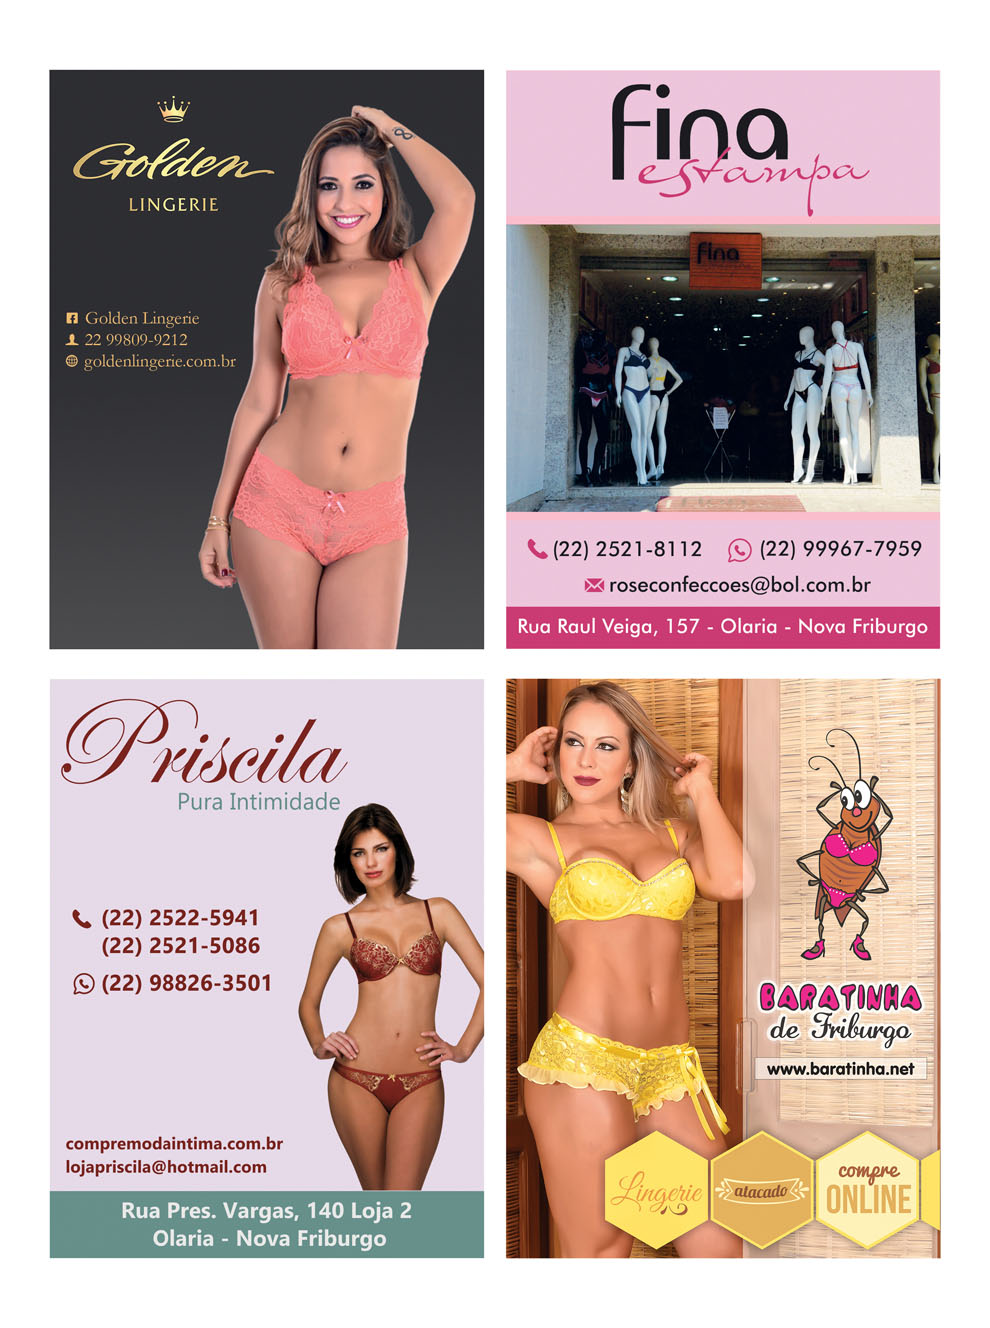 Golden
LINGERIE
Golden Lingerie
22 99809-9212
goldenlingerie.com.br
Fina
estampa
fina
(22) 2521-8112
(22) 99967-7959
roseconfeccoes@bol.com.br
Rua Raul Veiga, 157 - Olaria - Nova Friburgo
Priscila
Pura Intimidade
(22) 2522-5941
(22) 2521-5086
(22) 98826-3501
compremodaintima.com.br
lojapriscila@hotmail.com
Rua Pres. Vargas, 140 Loja 2
Olaria - Nova Friburgo
BARATINHA
de Friburgo
www.baratinha.net
Lingerie
atacado
compre
ONLINE